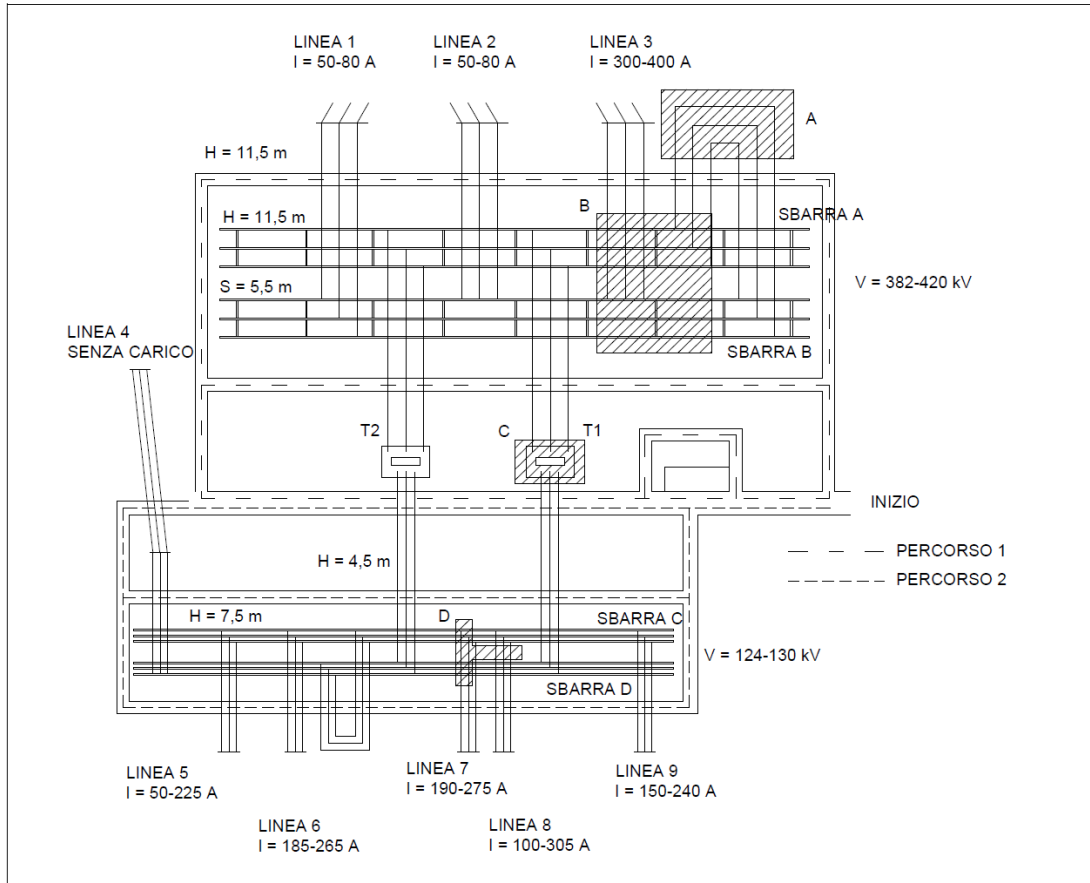 LINEA 1
I = 50-80 A
LINEA 2
I = 50-80 A
LINEA 3
I = 300-400 A
A
H = 11,5 m
B
H = 11,5 m
SBARRA A
S = 5,5 m
V = 382-420 kV
LINEA 4
SENZA CARICO
SBARRA B
T2
C
T1
INIZIO
H = 4,5 m
PERCORSO 1
PERCORSO 2
H = 7,5 m
D
SBARRA C
V = 124-130 kV
SBARRA D
LINEA 5
I = 50-225 A
LINEA 7
I = 190-275 A
LINEA 9
I = 150-240 A
LINEA 6
I = 185-265 A
LINEA 8
I = 100-305 A